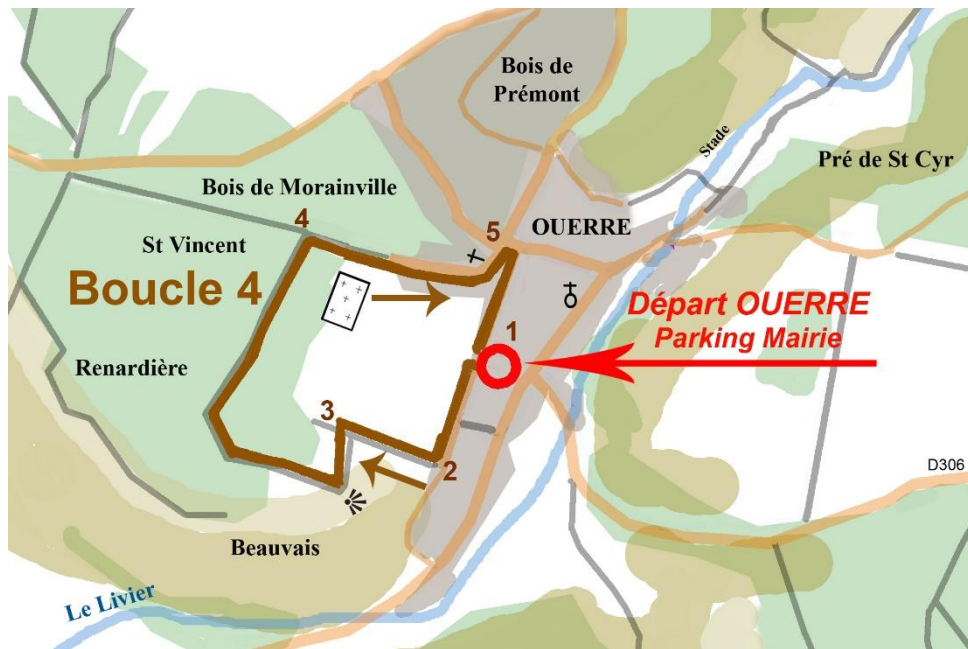 Bois de
Prémont
Stade
Pré de St Cyr
Bois de Morainville
4
5
OUERRE
St Vincent
Boucle 4
Départ OUERRE
Parking Mairie
1
Renardière
3
2
D306
Beauvais
Le Livier